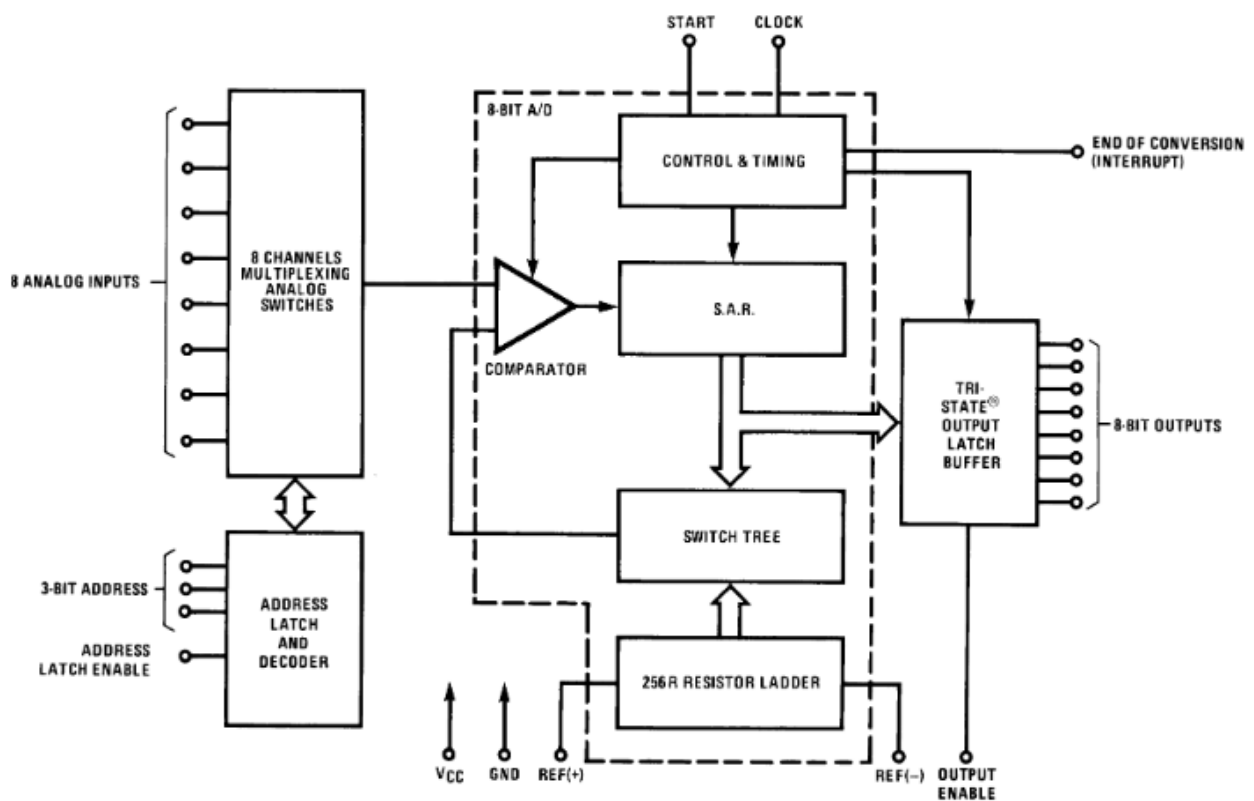 START
CLOCK
8-BIT A/D
CONTROL & TIMING
END OF CONVERSION
(INTERRUPT)
8 ANALOG INPUTS
8 CHANNELS
MULTIPLEXING
ANALOG
SWITCHES
S.A.R.
COMPARATOR
TRI-
STATE®
OUTPUT
LATCH
BUFFER
8-BIT OUTPUTS
SWITCH TREE
3-BIT ADDRESS
ADDRESS
LATCH ENABLE
ADDRESS
LATCH
AND
DECODER
256R RESISTOR LADDER
VCC
GND
REF(+)
REF(−)
OUTPUT
ENABLE